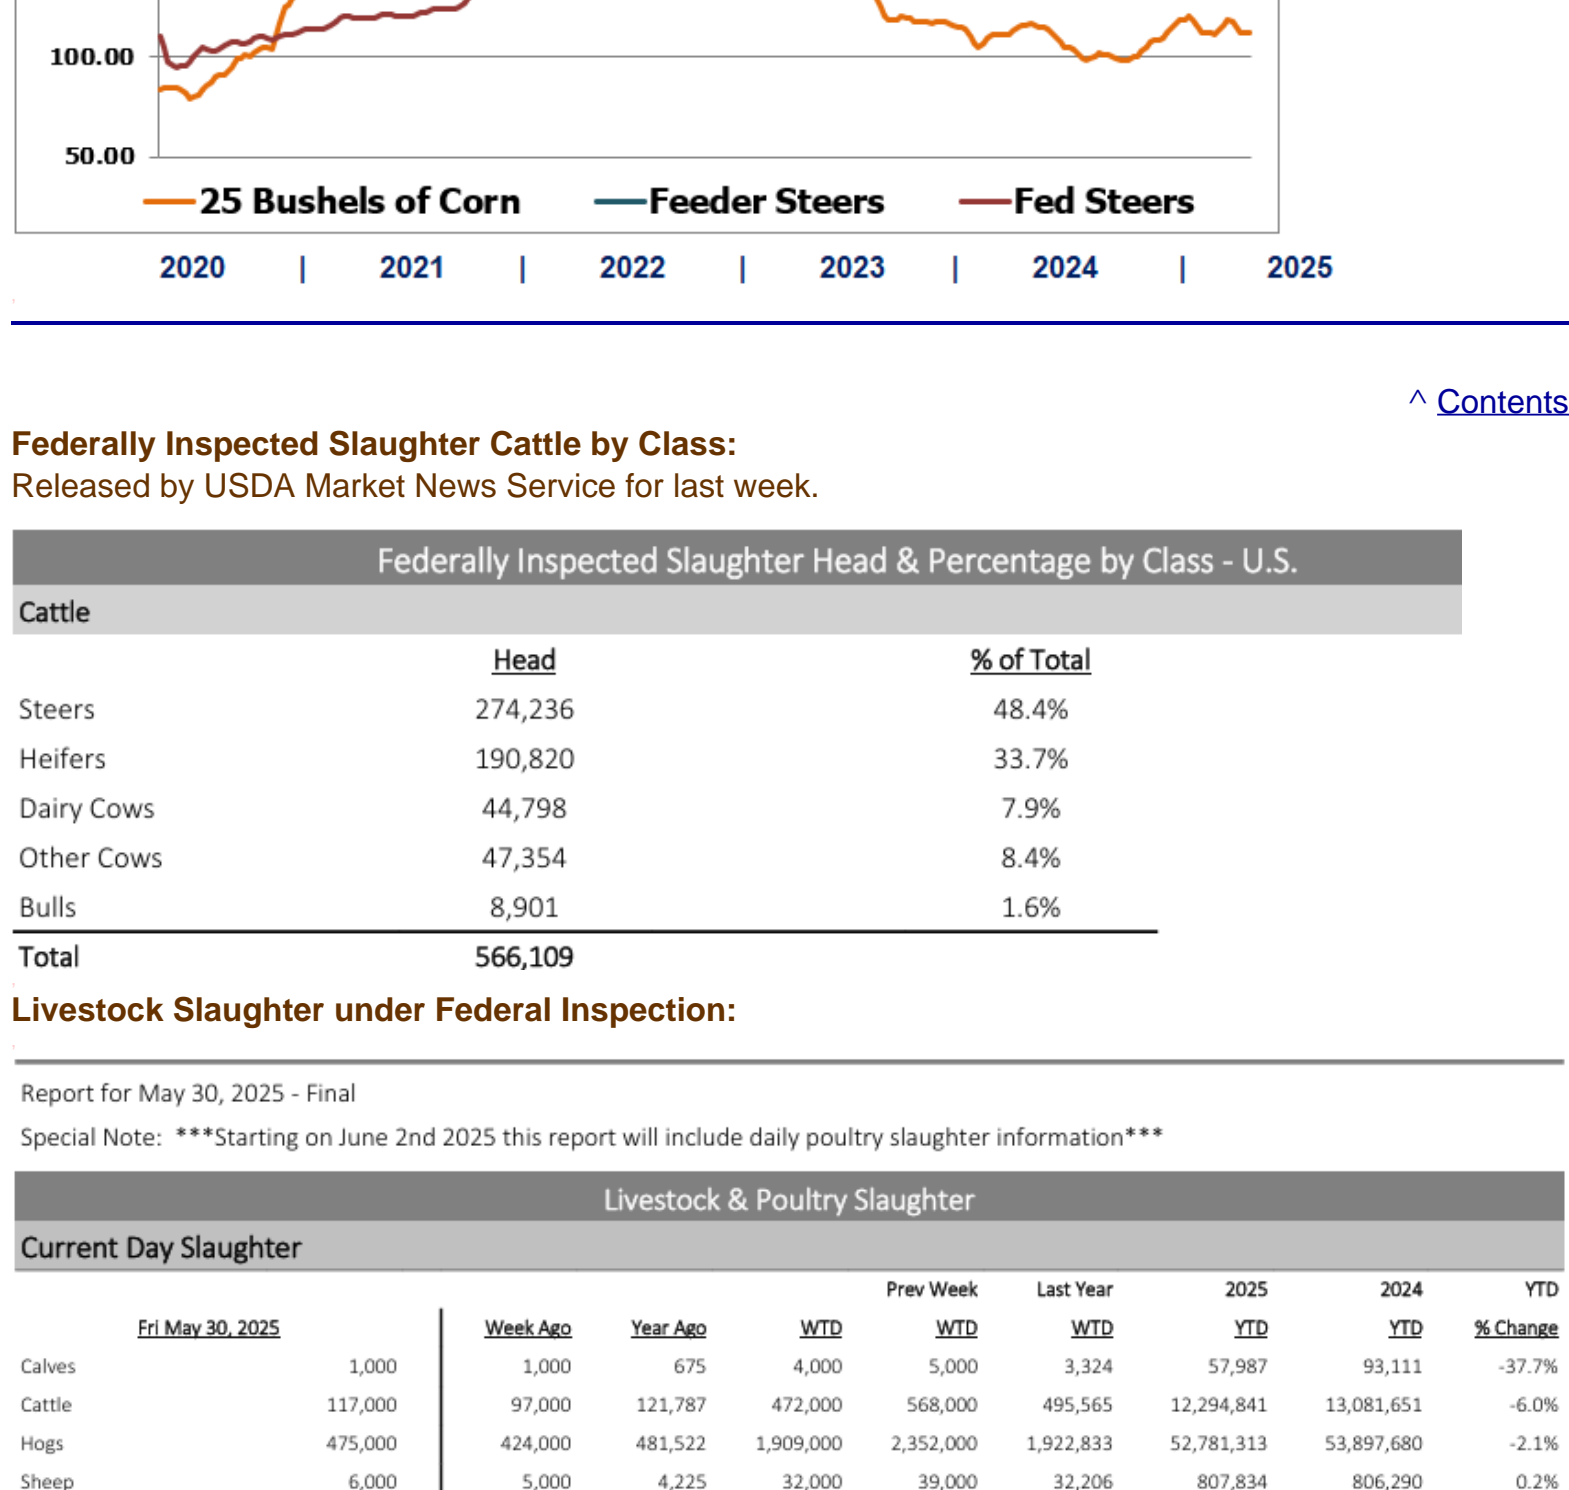 100.00
50.00
25 Bushels of Corn Feeder Steers Fed Steers
2020 | 2021 | 2022 | 2023 | 2024 | 2025
^ Contents
Federally Inspected Slaughter Cattle by Class:
Released by USDA Market News Service for last week.
Federally Inspected Slaughter Head & Percentage by Class - U.S.
Cattle
Head % of Total
Steers 274,236 48.4%
Heifers 190,820 33.7%
Dairy Cows 44,798 7.9%
Other Cows 47,354 8.4%
Bulls 8,901 1.6%
Total 566,109
Livestock Slaughter under Federal Inspection:
Report for May 30, 2025 - Final
Special Note: ***Starting on June 2nd 2025 this report will include daily poultry slaughter information***
Livestock & Poultry Slaughter
Current Day Slaughter
Prev Week Last Year 2025 2024 YTD
Fri May 30, 2025 Week Ago Year Ago WTD WTD WTD YTD YTD % Change
Calves 1,000 1,000 675 4,000 5,000 3,324 57,987 93,111 -37.7%
Cattle 117,000 97,000 121,787 472,000 568,000 495,565 12,294,841 13,081,651 -6.0%
Hogs 475,000 424,000 481,522 1,909,000 2,352,000 1,922,833 52,781,313 53,897,680 -2.1%
Sheep 6,000 5,000 4,225 32,000 39,000 32,206 807,834 806,290 0.2%